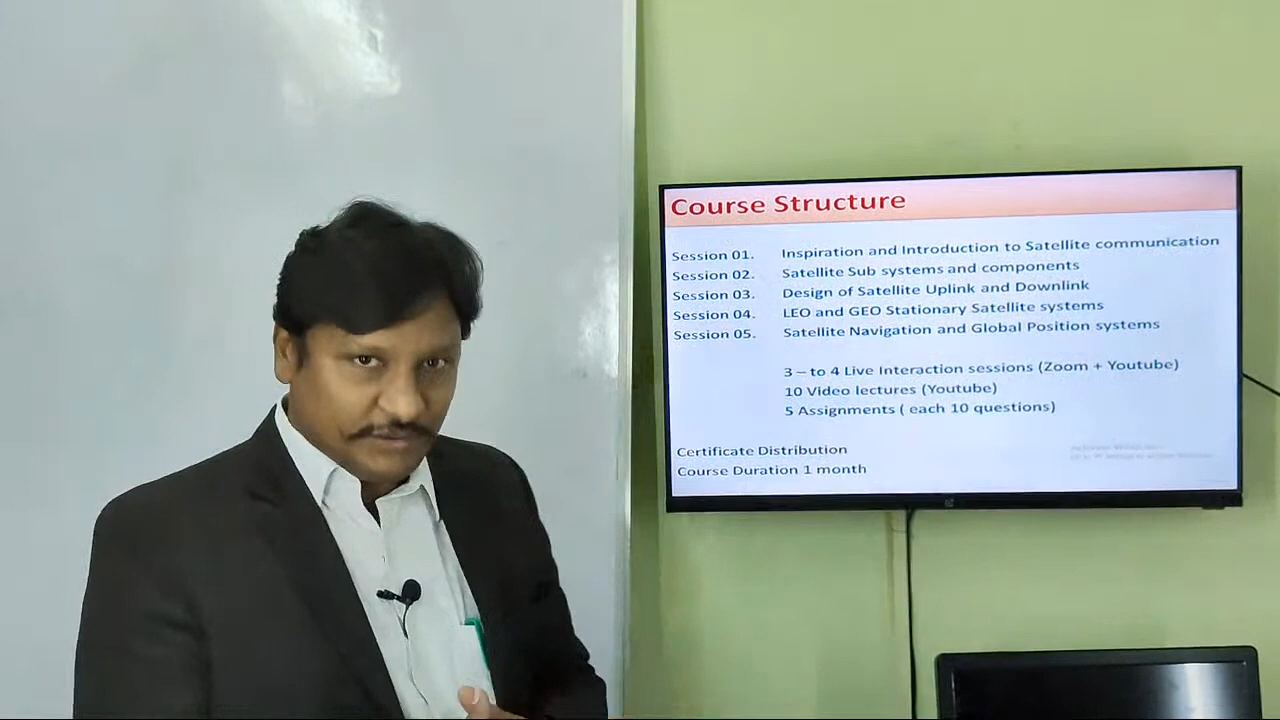 Course Structure
Session 01. Inspiration and Introduction to Satellite communication
Session 02. Satellite Sub systems and components
Session 03. Design of Satellite Uplink and Downlink
Session 04. LEO and GEO Stationary Satellite systems
Session 05. Satellite Navigation and Global Position systems
3 – to 4 Live Interaction sessions (Zoom + Youtube)
10 Video lectures (Youtube)
5 Assignments ( each 10 questions)
Certificate Distribution
Course Duration 1 month